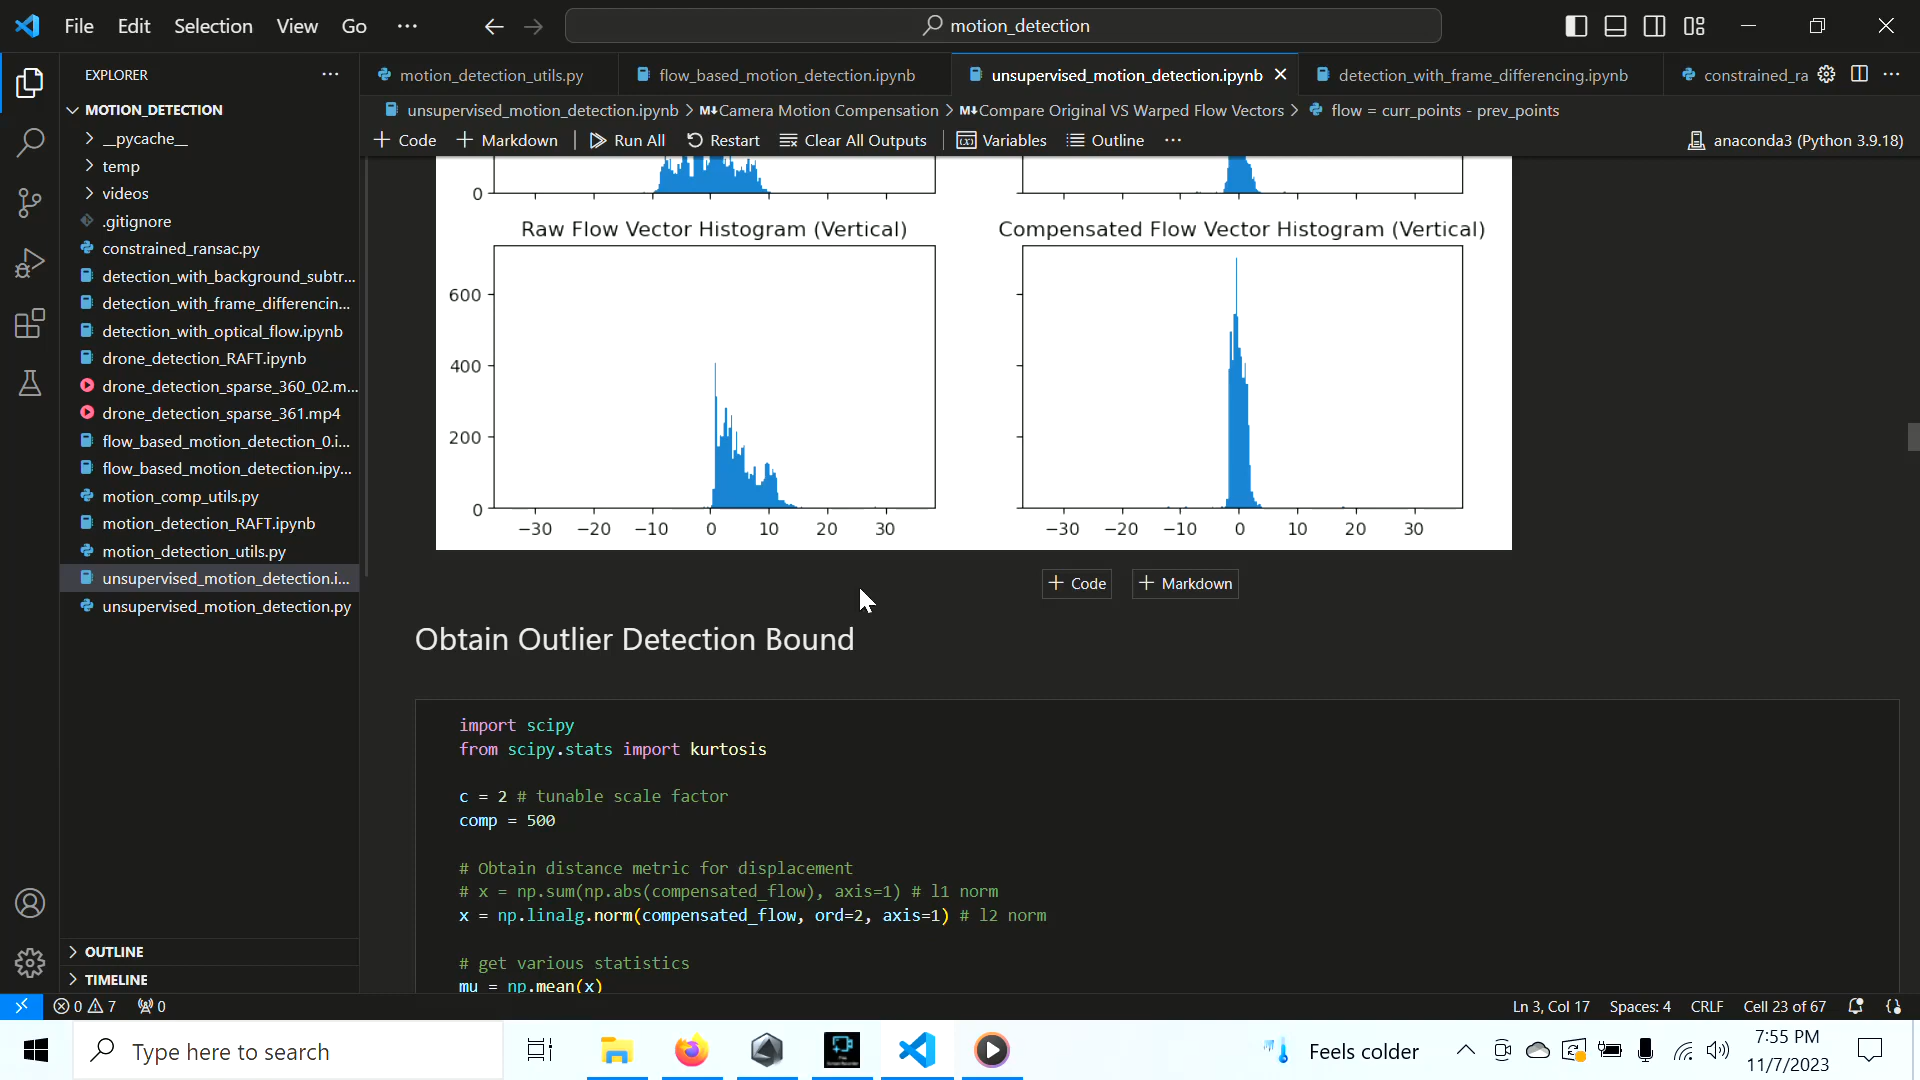 File Edit Selection View Go ···
motion_detection
EXPLORER ···
motion_detection_utils.py
flow_based_motion_detection.ipynb
unsupervised_motion_detection.ipynb
detection_with_frame_differencing.ipynb
constrained_ra
unsupervised_motion_detection.ipynb > M↓Camera Motion Compensation > M↓Compare Original VS Warped Flow Vectors > flow = curr_points - prev_points
+ Code + Markdown Run All Restart Clear All Outputs Variables Outline ···
anaconda3 (Python 3.9.18)
MOTION_DETECTION
__pycache__
temp
videos
.gitignore
constrained_ransac.py
detection_with_background_subtr...
detection_with_frame_differencin...
detection_with_optical_flow.ipynb
drone_detection_RAFT.ipynb
drone_detection_sparse_360_02.m...
drone_detection_sparse_361.mp4
flow_based_motion_detection_0.i...
flow_based_motion_detection.ipy...
motion_comp_utils.py
motion_detection_RAFT.ipynb
motion_detection_utils.py
unsupervised_motion_detection.i...
unsupervised_motion_detection.py
OUTLINE
TIMELINE
0
Raw Flow Vector Histogram (Vertical)
600
400
200
0
−30 −20 −10 0 10 20 30
Compensated Flow Vector Histogram (Vertical)
−30 −20 −10 0 10 20 30
+ Code + Markdown
Obtain Outlier Detection Bound
import scipy
from scipy.stats import kurtosis
c = 2 # tunable scale factor
comp = 500
# Obtain distance metric for displacement
# x = np.sum(np.abs(compensated_flow), axis=1) # l1 norm
x = np.linalg.norm(compensated_flow, ord=2, axis=1) # l2 norm
# get various statistics
mu = np.mean(x)
0 7 0
Ln 3, Col 17 Spaces: 4 CRLF Cell 23 of 67
Type here to search
Feels colder
7:55 PM
11/7/2023